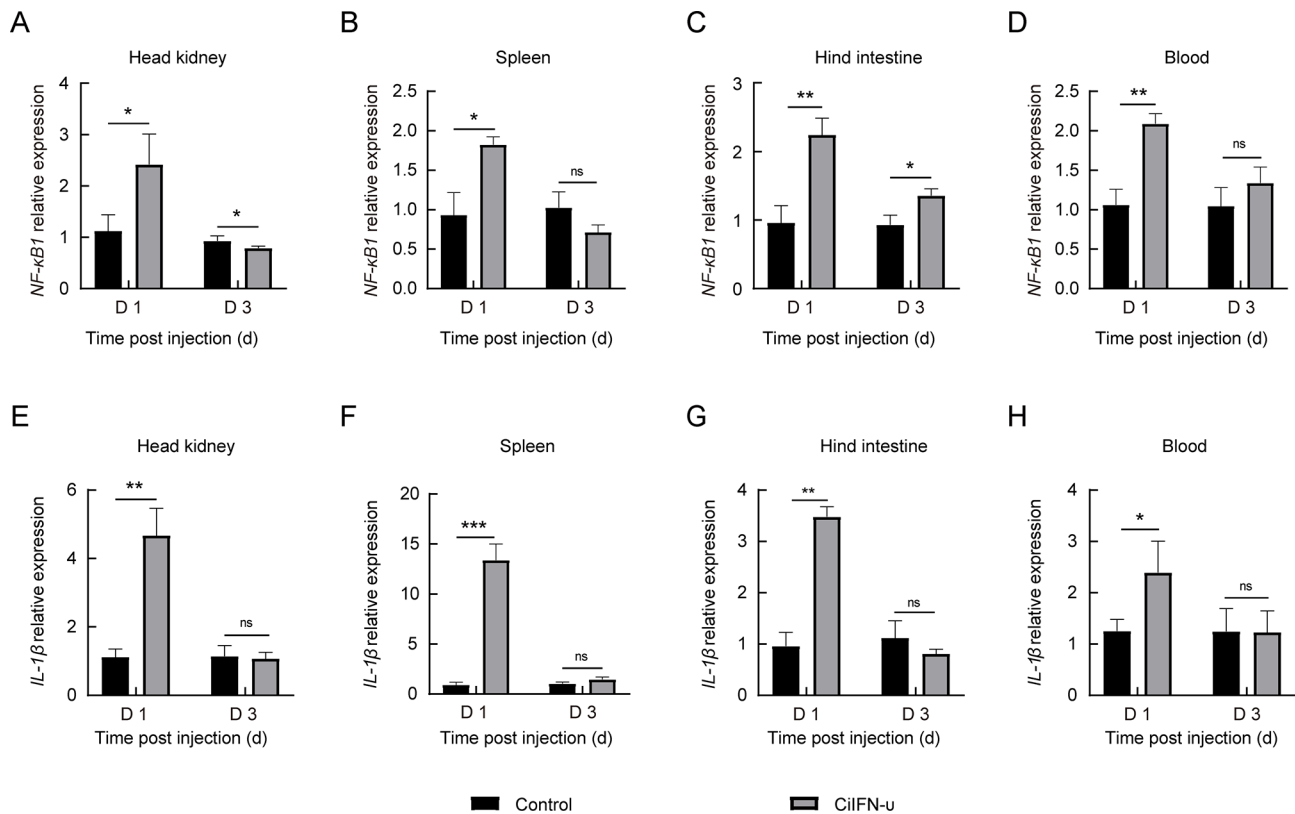 A
Head kidney
NF-κB1 relative expression
4
3
2
1
0
*
*
D 1
D 3
Time post injection (d)
B
Spleen
NF-κB1 relative expression
2.5
2.0
1.5
1.0
0.5
0.0
*
ns
D 1
D 3
Time post injection (d)
C
Hind intestine
NF-κB1 relative expression
3
2
1
0
**
*
D 1
D 3
Time post injection (d)
D
Blood
NF-κB1 relative expression
2.5
2.0
1.5
1.0
0.5
0.0
**
ns
D 1
D 3
Time post injection (d)
E
Head kidney
IL-1β relative expression
6
4
2
0
**
ns
D 1
D 3
Time post injection (d)
F
Spleen
IL-1β relative expression
20
15
10
5
0
***
ns
D 1
D 3
Time post injection (d)
G
Hind intestine
IL-1β relative expression
4
3
2
1
0
**
ns
D 1
D 3
Time post injection (d)
H
Blood
IL-1β relative expression
4
3
2
1
0
*
ns
D 1
D 3
Time post injection (d)
Control
CiIFN-υ